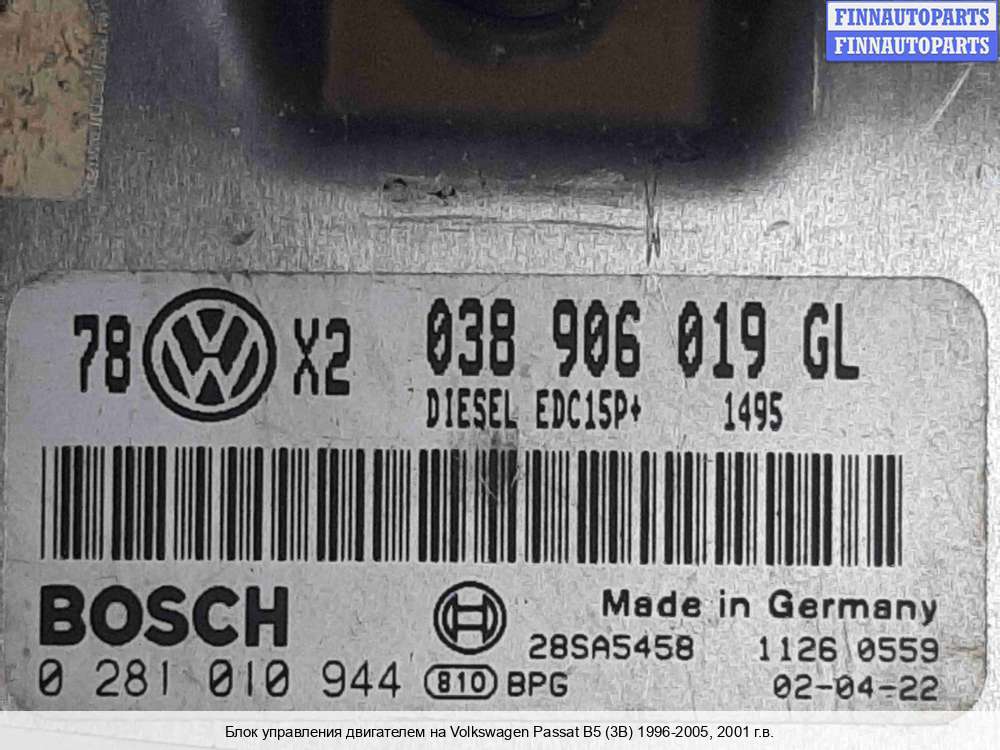 FINNAUTOPARTS
FINNAUTOPARTS
78 VW X2 038 906 019 GL
DIESEL EDC15P+ 1495
BOSCH
Made in Germany
28SA5458 1126 0559
0 281 010 944 810 BPG 02-04-22
Блок управления двигателем на Volkswagen Passat B5 (3B) 1996-2005, 2001 г.в.